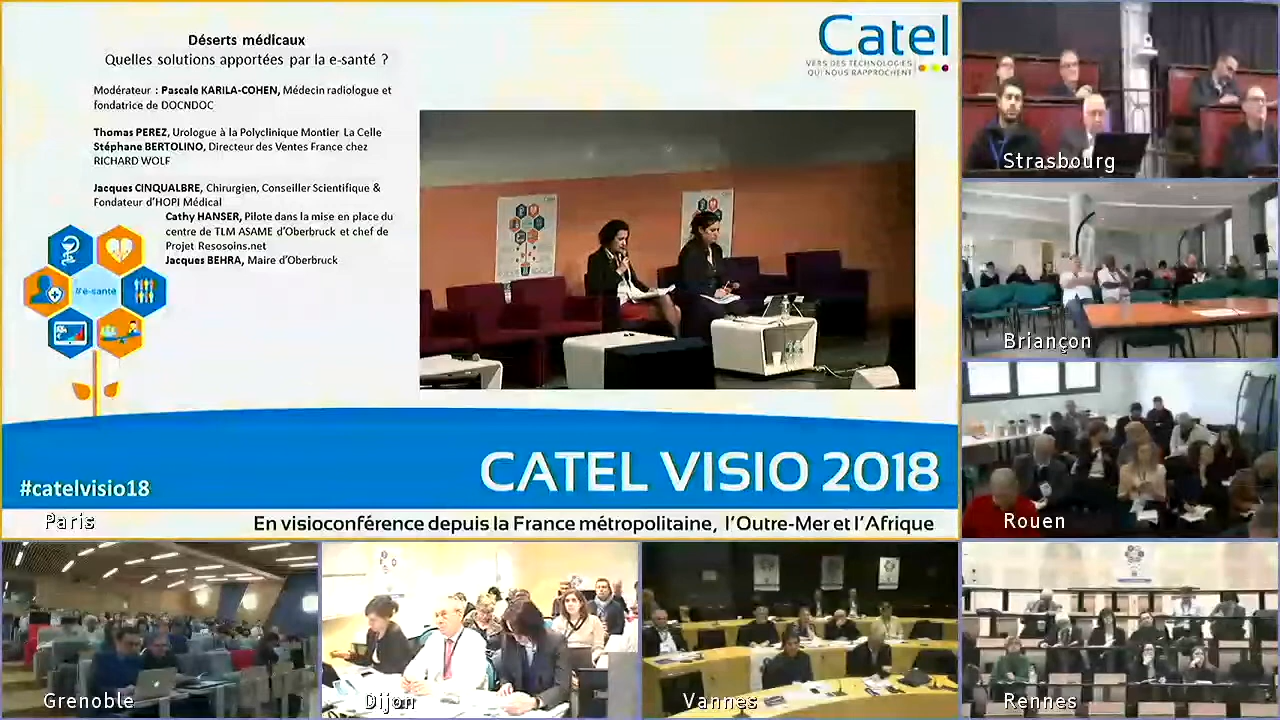 Déserts médicaux
Quelles solutions apportées par la e-santé ?
Modérateur : Pascale KARILA-COHEN, Médecin radiologue et
fondatrice de DOCNDOC
Thomas PEREZ, Urologue à la Polyclinique Montier La Celle
Stéphane BERTOLINO, Directeur des Ventes France chez
RICHARD WOLF
Jacques CINQUALBRE, Chirurgien, Conseiller Scientifique &
Fondateur d'HOPI Médical
Cathy HANSER, Pilote dans la mise en place du
centre de TLM ASAME d'Oberbruck et chef de
Projet Resosoins.net
Jacques BEHRA, Maire d'Oberbruck
#e-santé
Catel
VERS DES TECHNOLOGIES
QUI NOUS RAPPROCHENT
CATEL VISIO 2018
#catelvisio18
Paris
En visioconférence depuis la France métropolitaine, l'Outre-Mer et l'Afrique
Strasbourg
Briançon
Rouen
Grenoble
Dijon
Vannes
Rennes